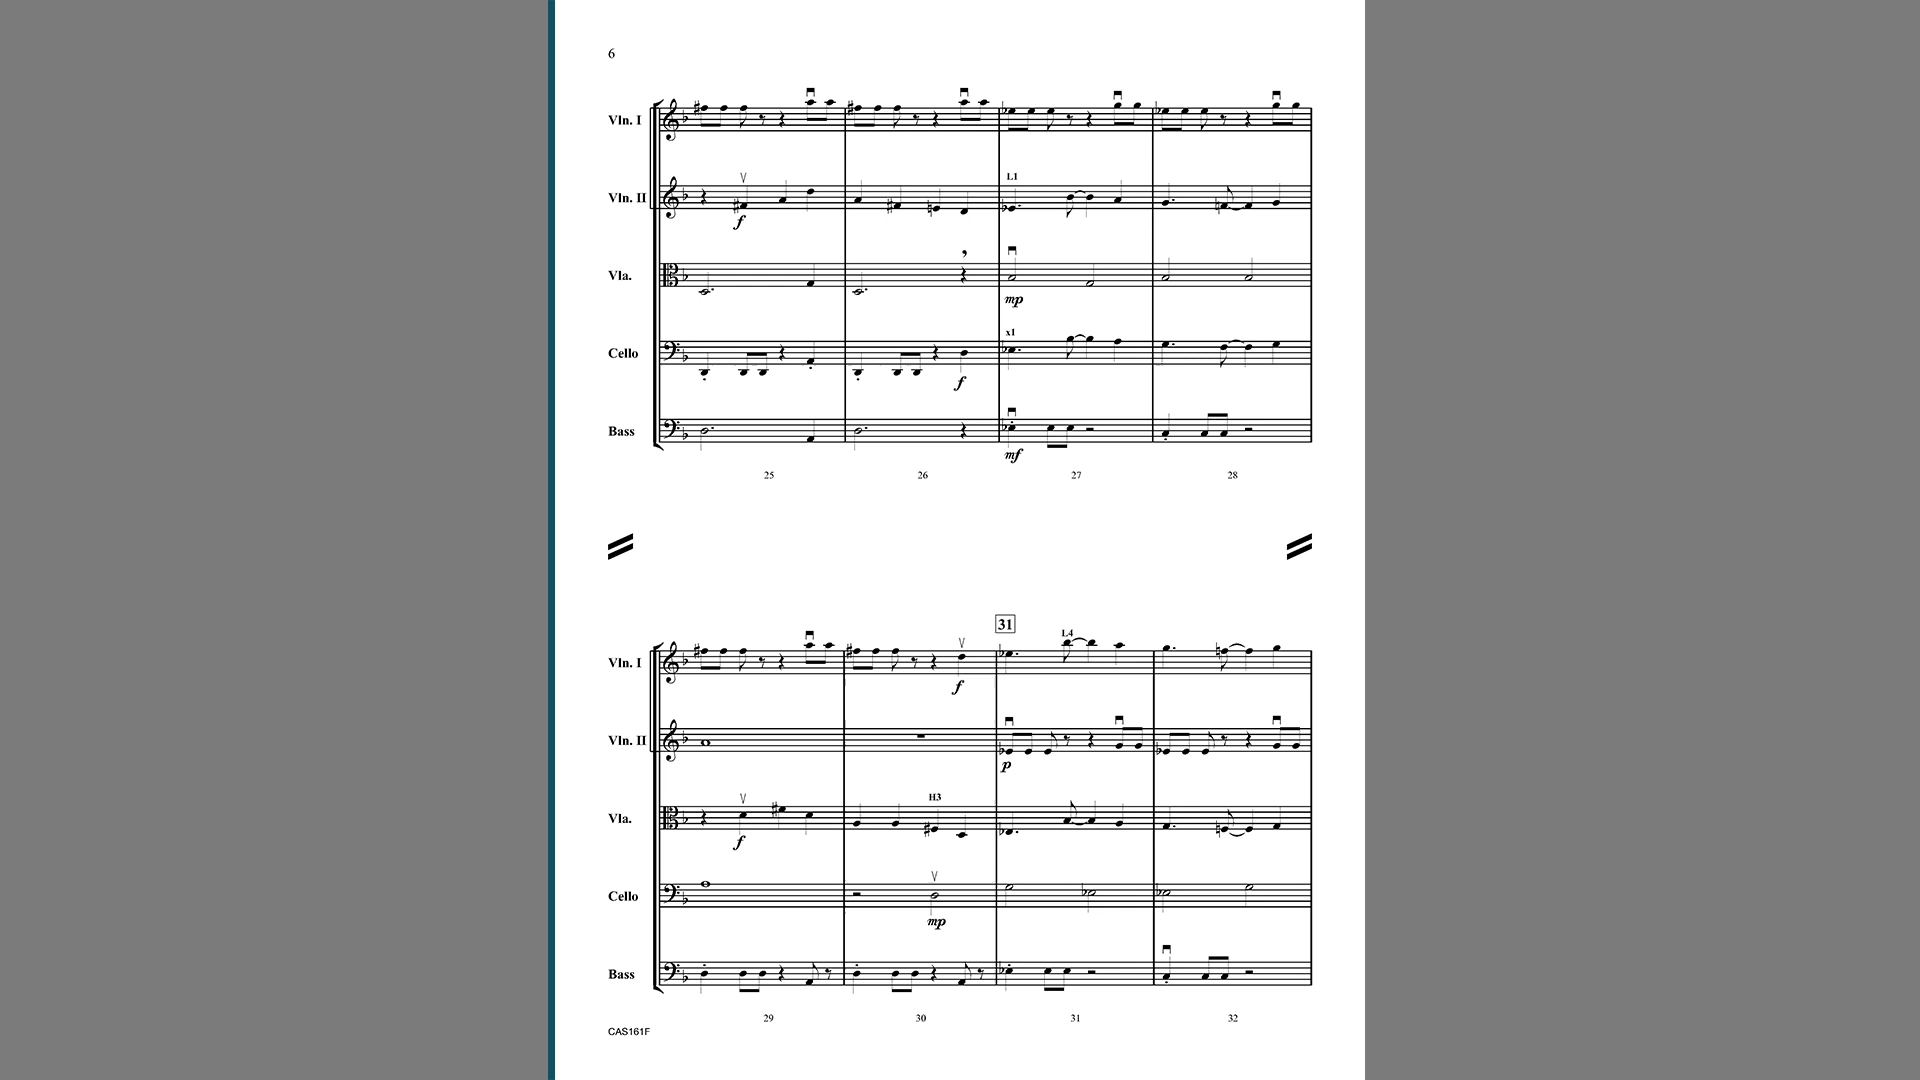 6
Vln. I
Vln. II
f
L1
Vla.
mp
Cello
x1
f
Bass
mf
25 26 27 28
31
Vln. I
L4
f
Vln. II
p
Vla.
H3
f
Cello
mp
Bass
29 30 31 32
CAS161F